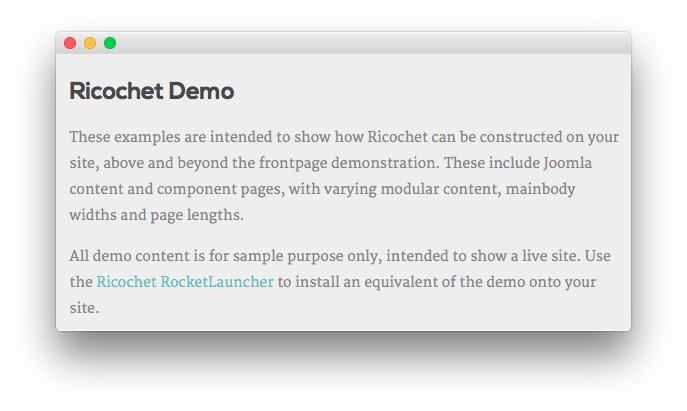 Ricochet Demo
These examples are intended to show how Ricochet can be constructed on your
site, above and beyond the frontpage demonstration. These include Joomla
content and component pages, with varying modular content, mainbody
widths and page lengths.
All demo content is for sample purpose only, intended to show a live site. Use
the Ricochet RocketLauncher to install an equivalent of the demo onto your
site.